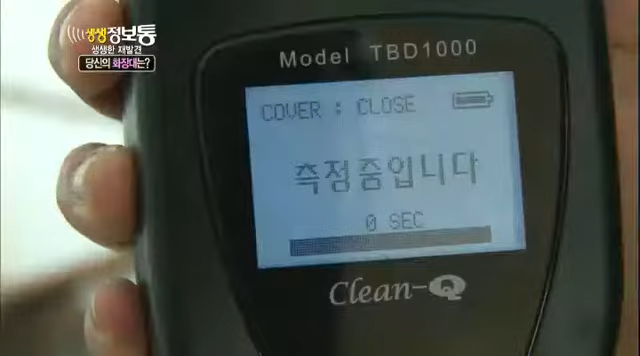 생생정보통
생생한 재발견
당신의 화장대는?
Model TBD1000
COVER : CLOSE
측정중입니다
0 SEC
Clean-Q